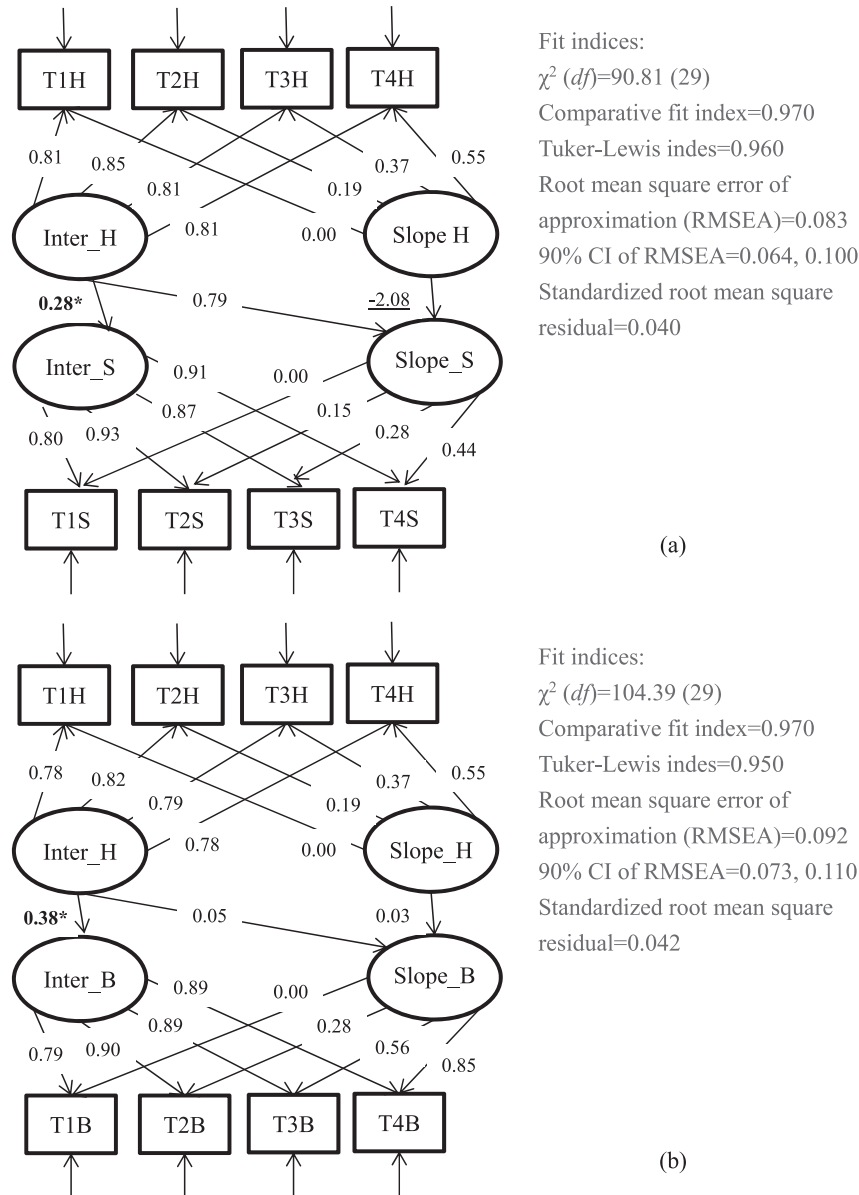 T1H T2H T3H T4H
Fit indices:
χ² (df)=90.81 (29)
Comparative fit index=0.970
Tuker-Lewis indes=0.960
Root mean square error of
approximation (RMSEA)=0.083
90% CI of RMSEA=0.064, 0.100
Standardized root mean square
residual=0.040
0.81 0.85 0.81 0.81 0.00 0.19 0.37 0.55
Inter_H Slope H
0.28* 0.79 -2.08
Inter_S Slope_S
0.80 0.93 0.87 0.91 0.00 0.15 0.28 0.44
T1S T2S T3S T4S
(a)
T1H T2H T3H T4H
Fit indices:
χ² (df)=104.39 (29)
Comparative fit index=0.970
Tuker-Lewis indes=0.950
Root mean square error of
approximation (RMSEA)=0.092
90% CI of RMSEA=0.073, 0.110
Standardized root mean square
residual=0.042
0.78 0.82 0.79 0.78 0.00 0.19 0.37 0.55
Inter_H Slope_H
0.38* 0.05 0.03
Inter_B Slope_B
0.79 0.90 0.89 0.89 0.00 0.28 0.56 0.85
T1B T2B T3B T4B
(b)